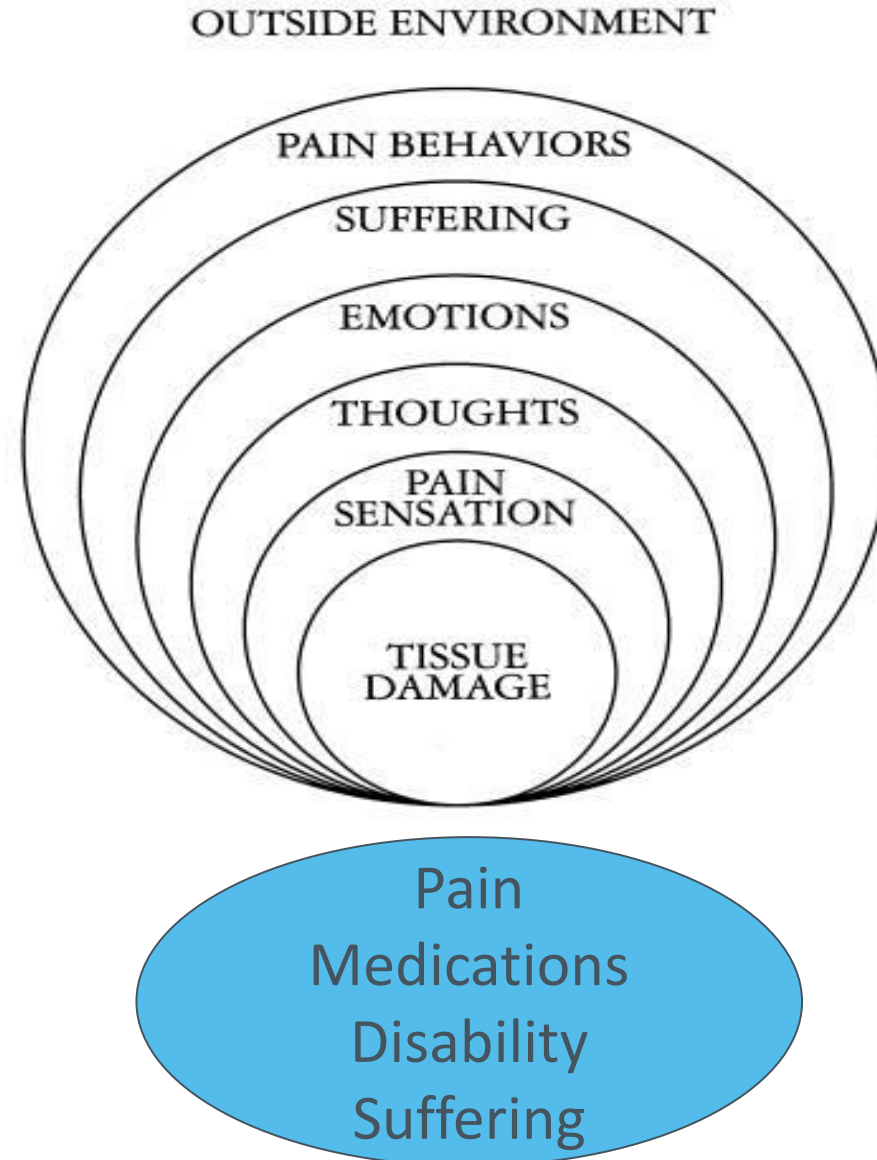 OUTSIDE ENVIRONMENT
PAIN BEHAVIORS
SUFFERING
EMOTIONS
THOUGHTS
PAIN
SENSATION
TISSUE
DAMAGE
Pain
Medications
Disability
Suffering